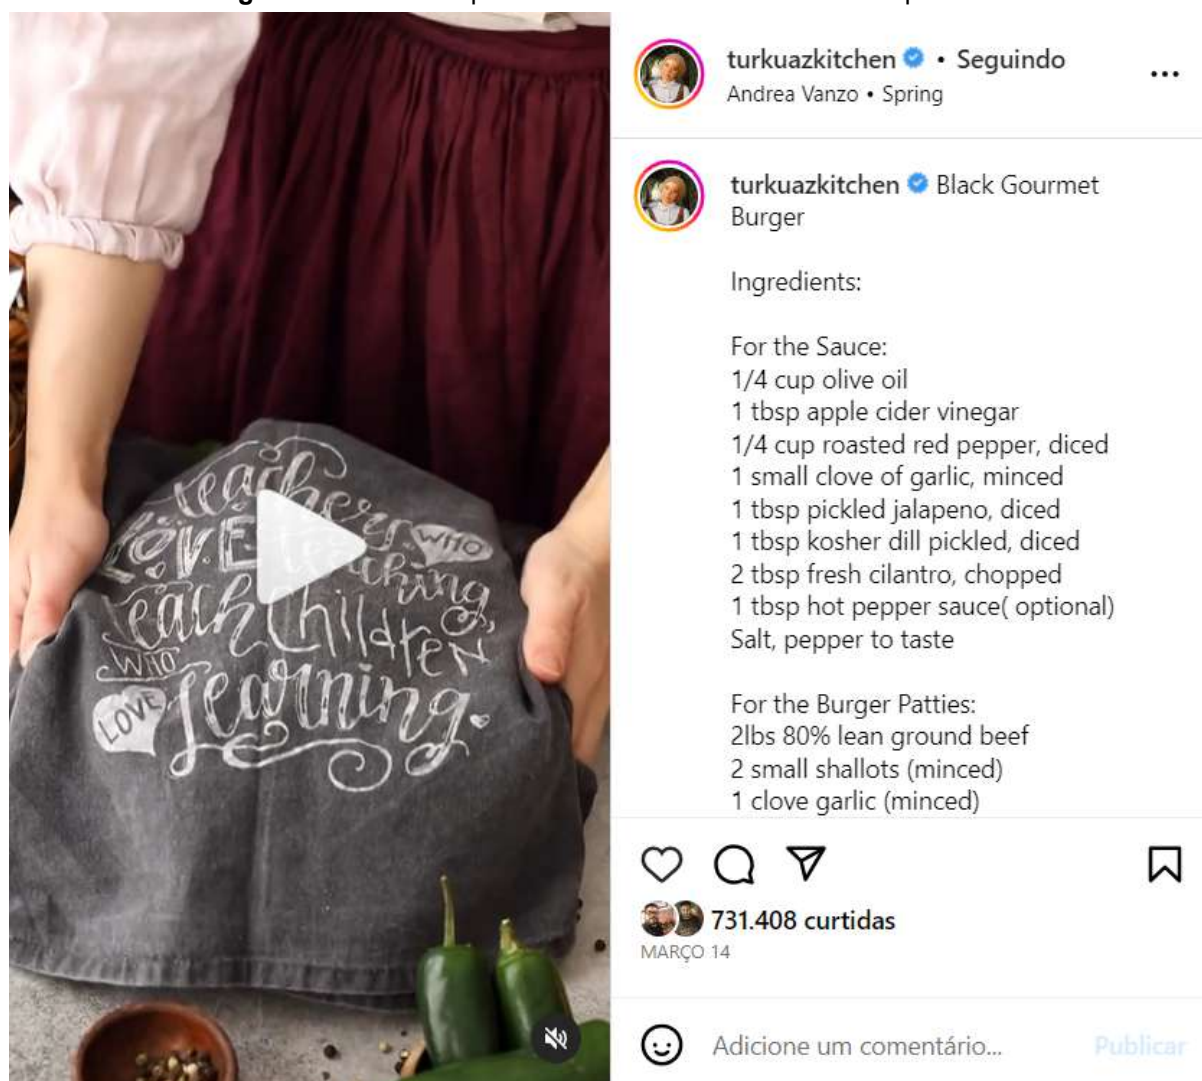 turkuazkitchen • Seguindo
Andrea Vanzo • Spring
turkuazkitchen Black Gourmet
Burger
Ingredients:
For the Sauce:
1/4 cup olive oil
1 tbsp apple cider vinegar
1/4 cup roasted red pepper, diced
1 small clove of garlic, minced
1 tbsp pickled jalapeno, diced
1 tbsp kosher dill pickled, diced
2 tbsp fresh cilantro, chopped
1 tbsp hot pepper sauce( optional)
Salt, pepper to taste
For the Burger Patties:
2lbs 80% lean ground beef
2 small shallots (minced)
1 clove garlic (minced)
731.408 curtidas
MARÇO 14
Adicione um comentário...
Publicar
teachers
WHO
LOVE teaching,
teach children
WHO
LOVE learning.